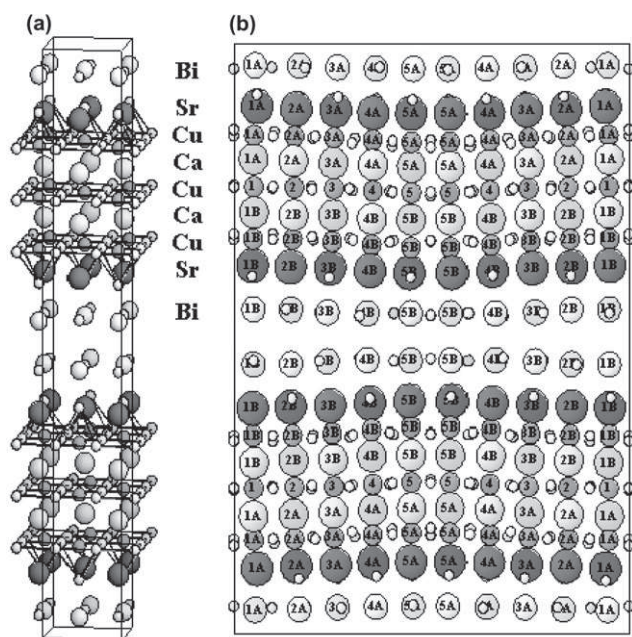 (a) (b)
Bi 1A 2A 3A 4A 5A 5A 4A 3A 2A 1A
Sr 1A 2A 3A 4A 5A 5A 4A 3A 2A 1A
Cu 1A 2A 3A 4A 5A 5A 4A 3A 2A 1A
Ca 1A 2A 3A 4A 5A 5A 4A 3A 2A 1A
Cu 1 2 3 4 5 5 4 3 2 1
Ca 1B 2B 3B 4B 5B 5B 4B 3B 2B 1B
Cu 1B 2B 3B 4B 5B 5B 4B 3B 2B 1B
Sr 1B 2B 3B 4B 5B 5B 4B 3B 2B 1B
Bi 1B 2B 3B 4B 5B 5B 4B 3B 2B 1B
1B 2B 3B 4B 5B 5B 4B 3B 2B 1B
1B 2B 3B 4B 5B 5B 4B 3B 2B 1B
1B 2B 3B 4B 5B 5B 4B 3B 2B 1B
1B 2B 3B 4B 5B 5B 4B 3B 2B 1B
1 2 3 4 5 5 4 3 2 1
1A 2A 3A 4A 5A 5A 4A 3A 2A 1A
1A 2A 3A 4A 5A 5A 4A 3A 2A 1A
1A 2A 3A 4A 5A 5A 4A 3A 2A 1A
1A 2A 3A 4A 5A 5A 4A 3A 2A 1A